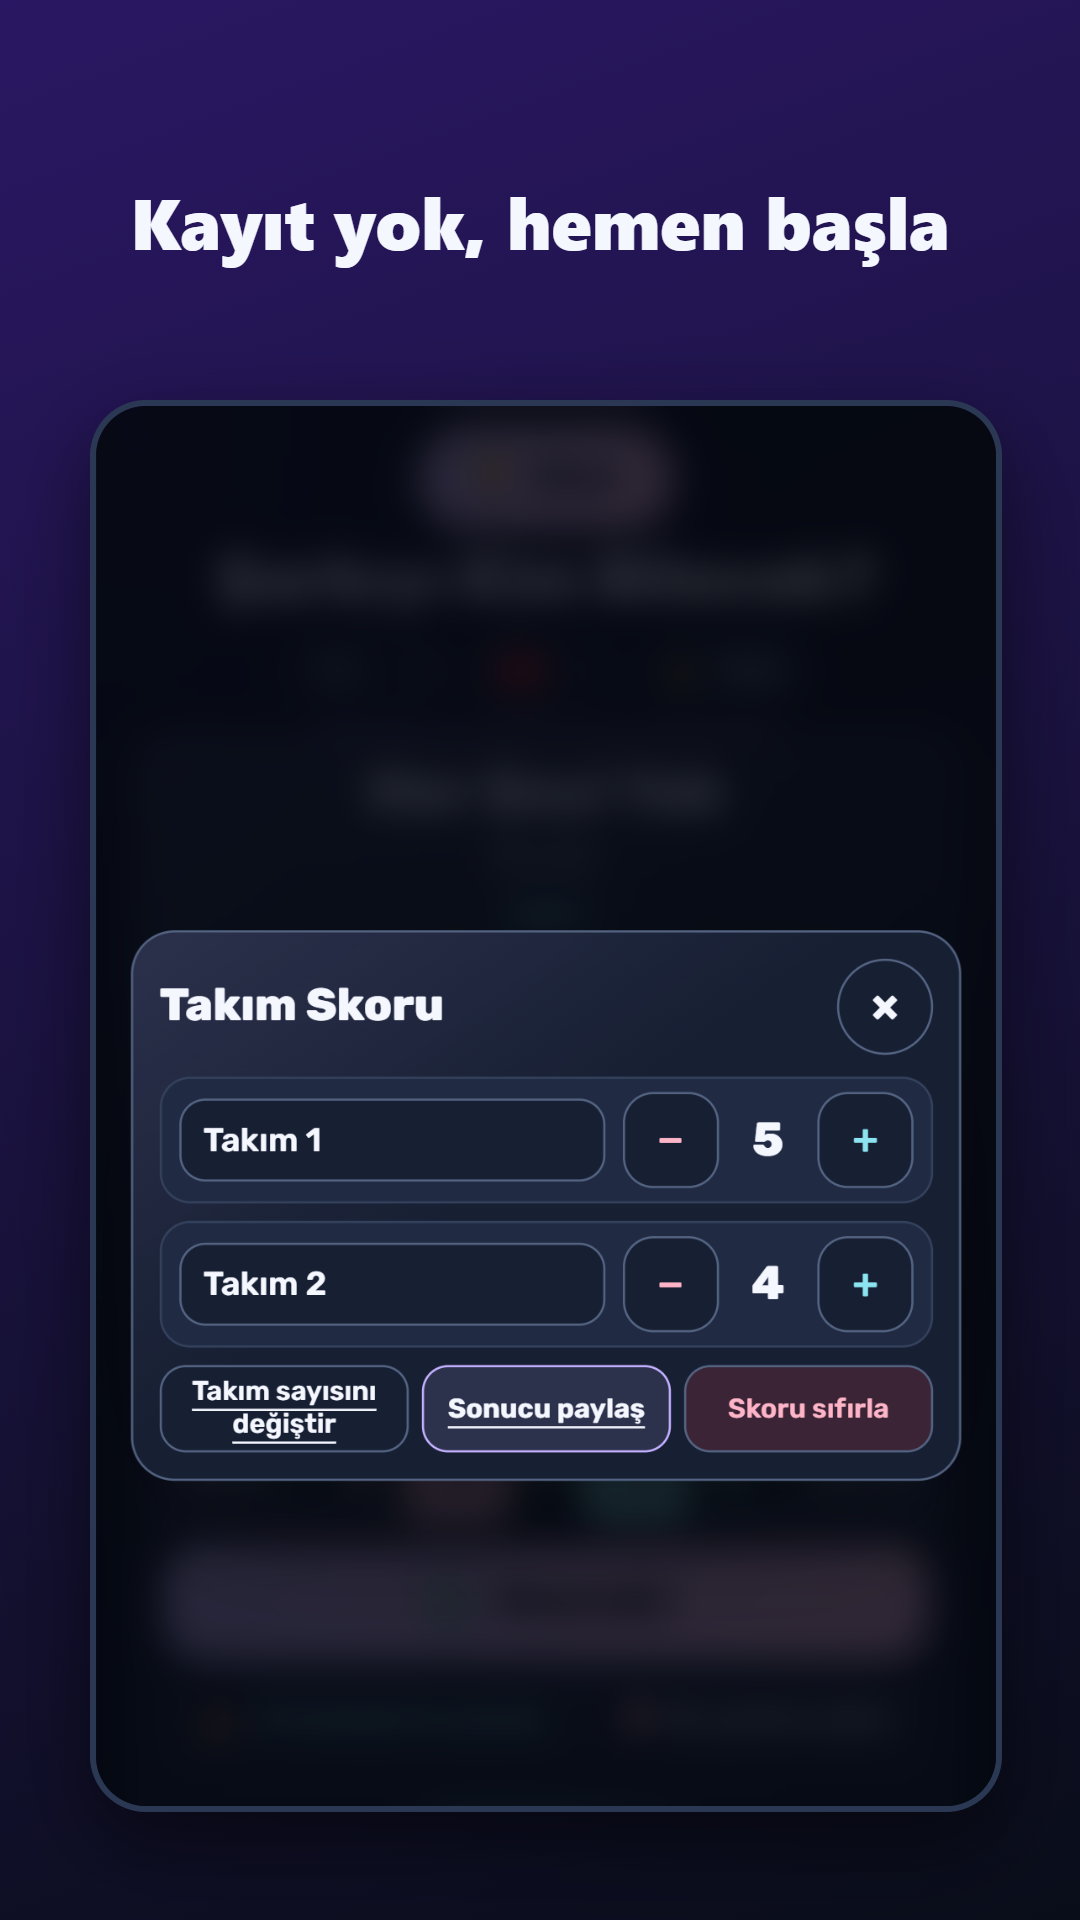 Kayıt yok, hemen başla
Takım Skoru
×
Takım 1
−
5
+
Takım 2
−
4
+
Takım sayısını
değiştir
Sonucu paylaş
Skoru sıfırla